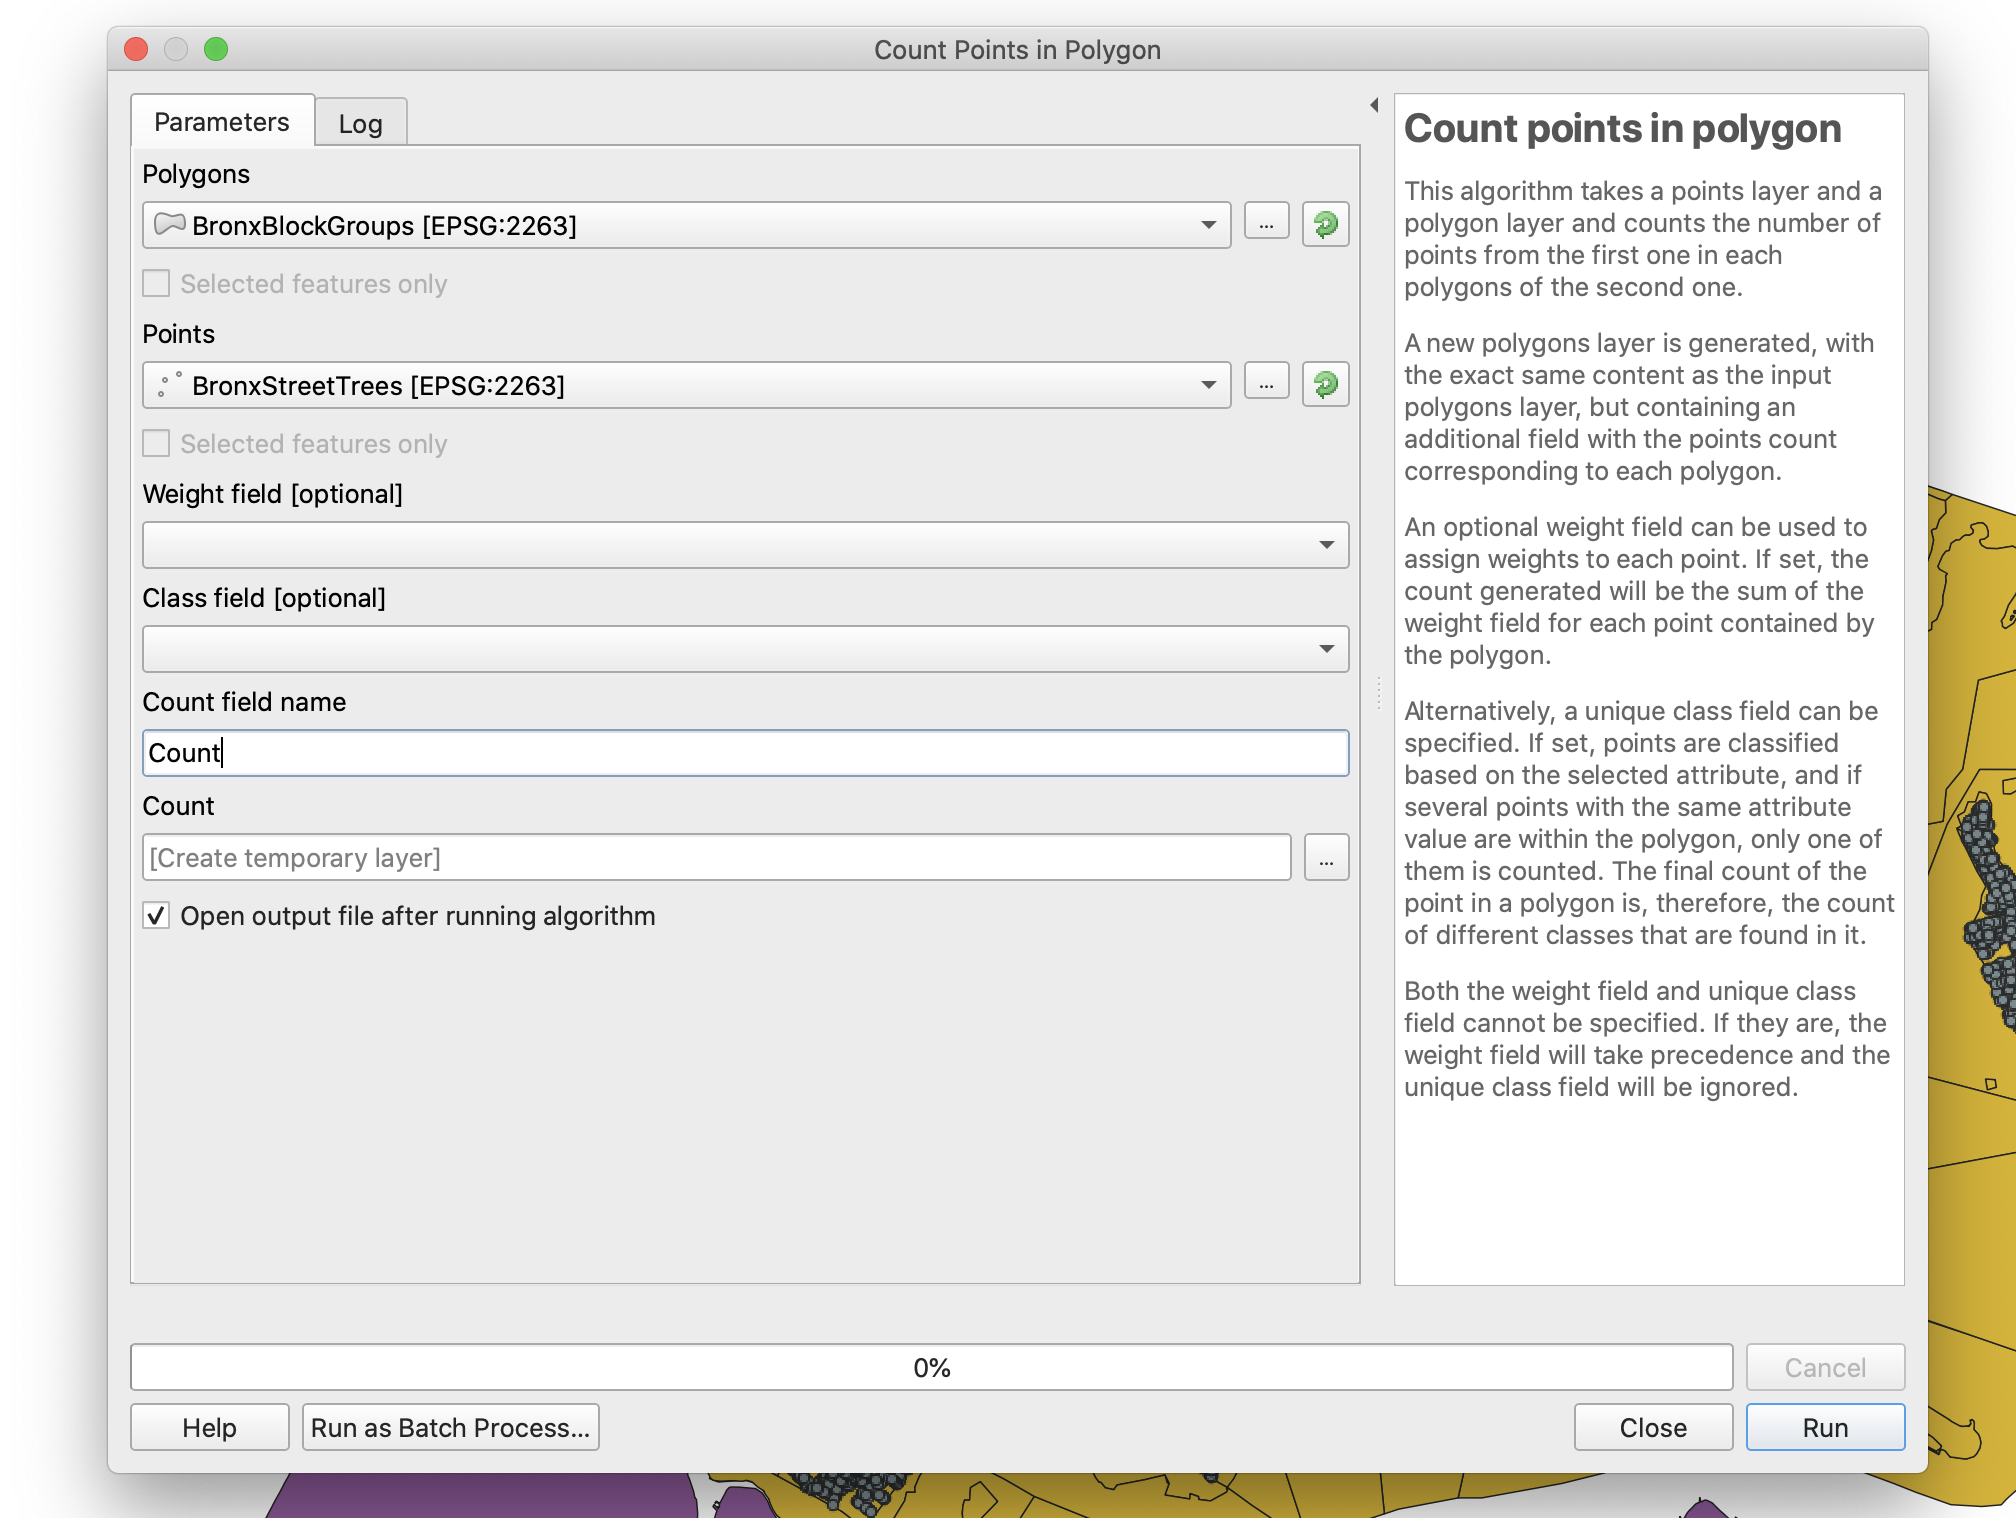 Count Points in Polygon
Parameters
Log
Polygons
BronxBlockGroups [EPSG:2263]
...
Selected features only
Points
BronxStreetTrees [EPSG:2263]
...
Selected features only
Weight field [optional]
Class field [optional]
Count field name
Count
Count
[Create temporary layer]
...
Open output file after running algorithm
Count points in polygon
This algorithm takes a points layer and a
polygon layer and counts the number of
points from the first one in each
polygons of the second one.
A new polygons layer is generated, with
the exact same content as the input
polygons layer, but containing an
additional field with the points count
corresponding to each polygon.
An optional weight field can be used to
assign weights to each point. If set, the
count generated will be the sum of the
weight field for each point contained by
the polygon.
Alternatively, a unique class field can be
specified. If set, points are classified
based on the selected attribute, and if
several points with the same attribute
value are within the polygon, only one of
them is counted. The final count of the
point in a polygon is, therefore, the count
of different classes that are found in it.
Both the weight field and unique class
field cannot be specified. If they are, the
weight field will take precedence and the
unique class field will be ignored.
0%
Cancel
Help
Run as Batch Process...
Close
Run